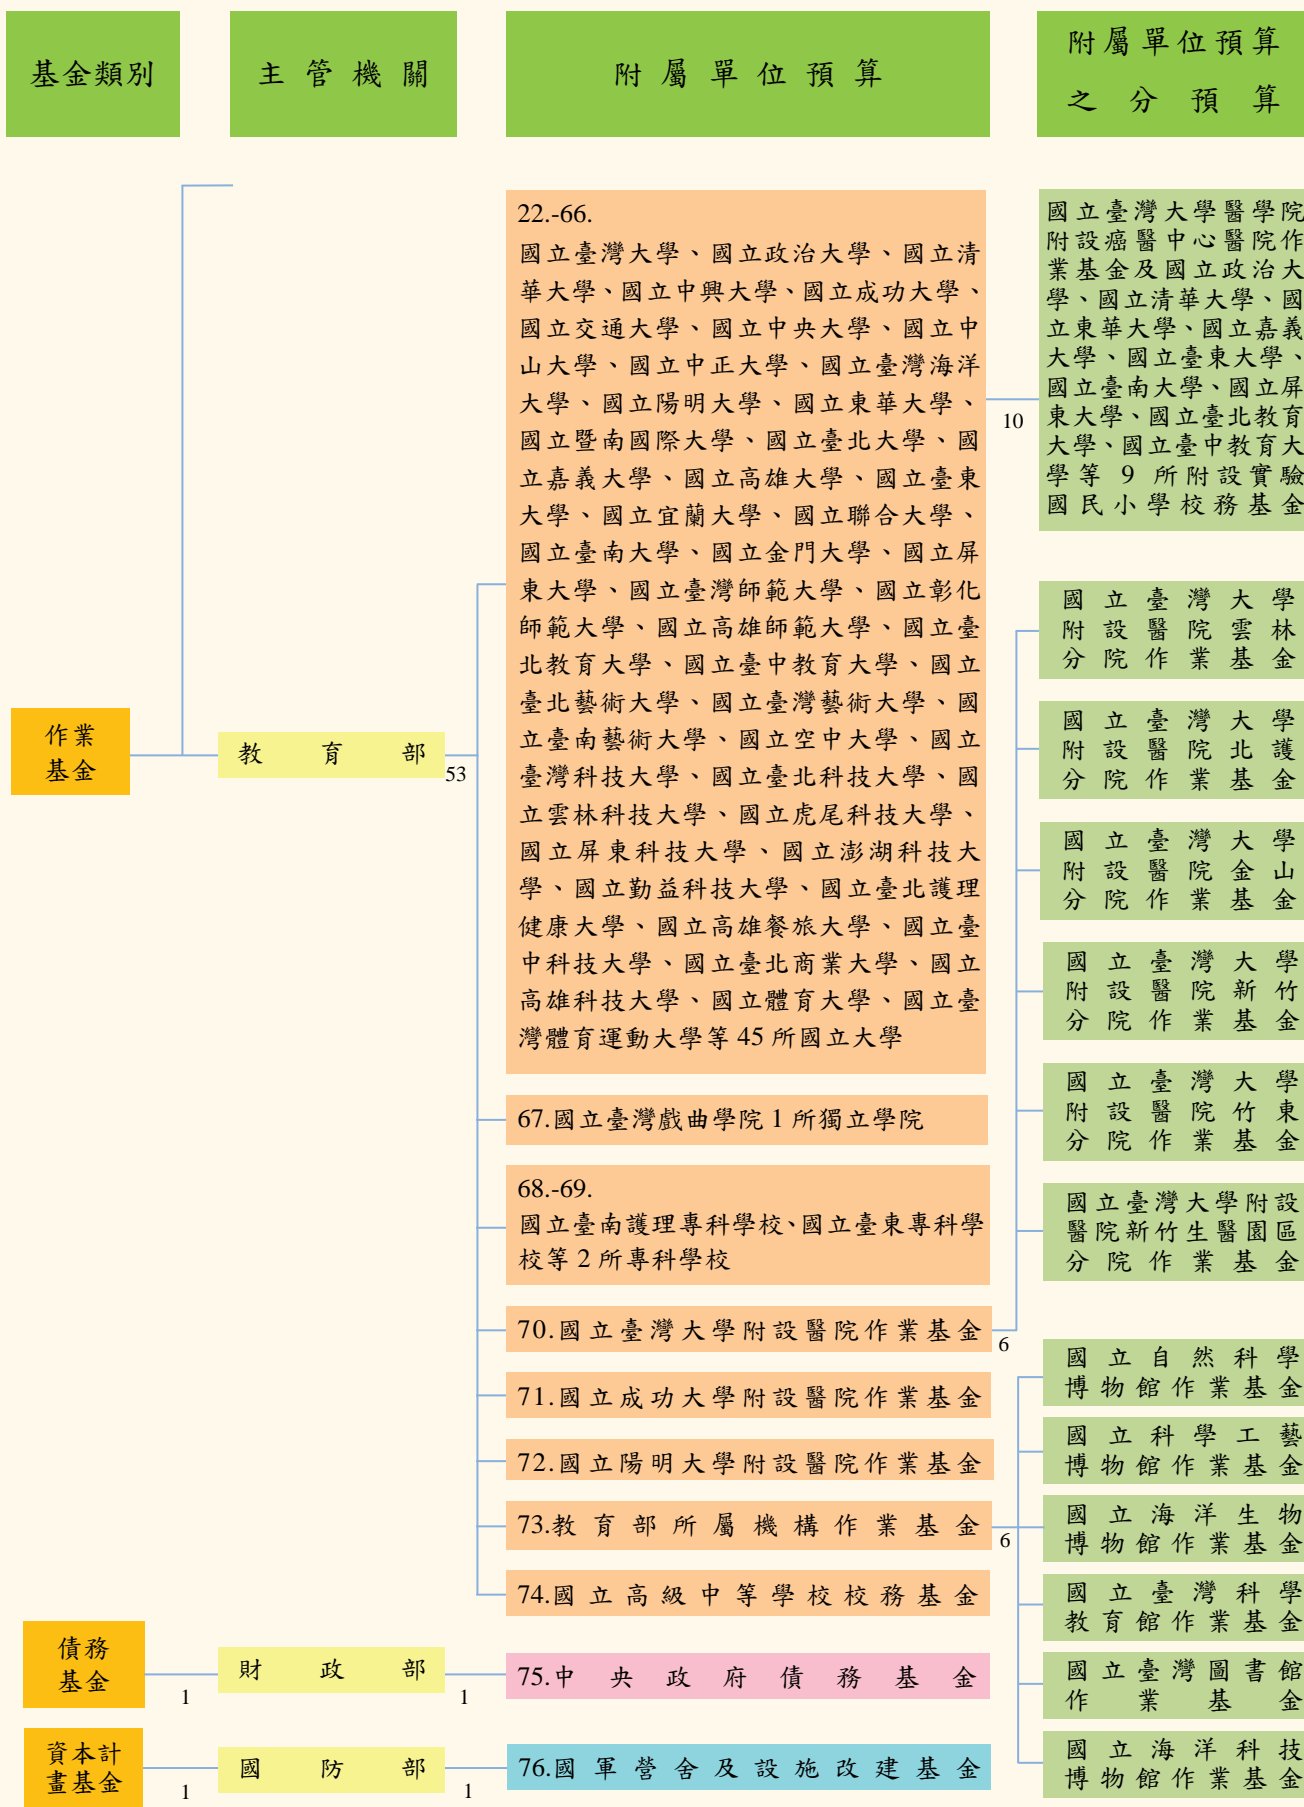 基金類別
主管機關
附屬單位預算
附屬單位預算
之分預算
22.-66.
國立臺灣大學、國立政治大學、國立清
華大學、國立中興大學、國立成功大學、
國立交通大學、國立中央大學、國立中
山大學、國立中正大學、國立臺灣海洋
大學、國立陽明大學、國立東華大學、
國立暨南國際大學、國立臺北大學、國
立嘉義大學、國立高雄大學、國立臺東
大學、國立宜蘭大學、國立聯合大學、
國立臺南大學、國立金門大學、國立屏
東大學、國立臺灣師範大學、國立彰化
師範大學、國立高雄師範大學、國立臺
北教育大學、國立臺中教育大學、國立
臺北藝術大學、國立臺灣藝術大學、國
立臺南藝術大學、國立空中大學、國立
臺灣科技大學、國立臺北科技大學、國
立雲林科技大學、國立虎尾科技大學、
國立屏東科技大學、國立澎湖科技大
學、國立勤益科技大學、國立臺北護理
健康大學、國立高雄餐旅大學、國立臺
中科技大學、國立臺北商業大學、國立
高雄科技大學、國立體育大學、國立臺
灣體育運動大學等 45 所國立大學
10
國立臺灣大學醫學院
附設癌醫中心醫院作
業基金及國立政治大
學、國立清華大學、國
立東華大學、國立嘉義
大學、國立臺東大學、
國立臺南大學、國立屏
東大學、國立臺北教育
大學、國立臺中教育大
學等 9 所附設實驗
國民小學校務基金
國立臺灣大學
附設醫院雲林
分院作業基金
國立臺灣大學
附設醫院北護
分院作業基金
國立臺灣大學
附設醫院金山
分院作業基金
國立臺灣大學
附設醫院新竹
分院作業基金
國立臺灣大學
附設醫院竹東
分院作業基金
國立臺灣大學附設
醫院新竹生醫園區
分院作業基金
作業
基金
教育部
53
67.國立臺灣戲曲學院 1 所獨立學院
68.-69.
國立臺南護理專科學校、國立臺東專科學
校等 2 所專科學校
70.國立臺灣大學附設醫院作業基金
6
71.國立成功大學附設醫院作業基金
72.國立陽明大學附設醫院作業基金
73.教育部所屬機構作業基金
6
74.國立高級中等學校校務基金
國立自然科學
博物館作業基金
國立科學工藝
博物館作業基金
國立海洋生物
博物館作業基金
國立臺灣科學
教育館作業基金
國立臺灣圖書館
作業基金
國立海洋科技
博物館作業基金
債務
基金
1
財政部
1
75.中央政府債務基金
資本計
畫基金
1
國防部
1
76.國軍營舍及設施改建基金